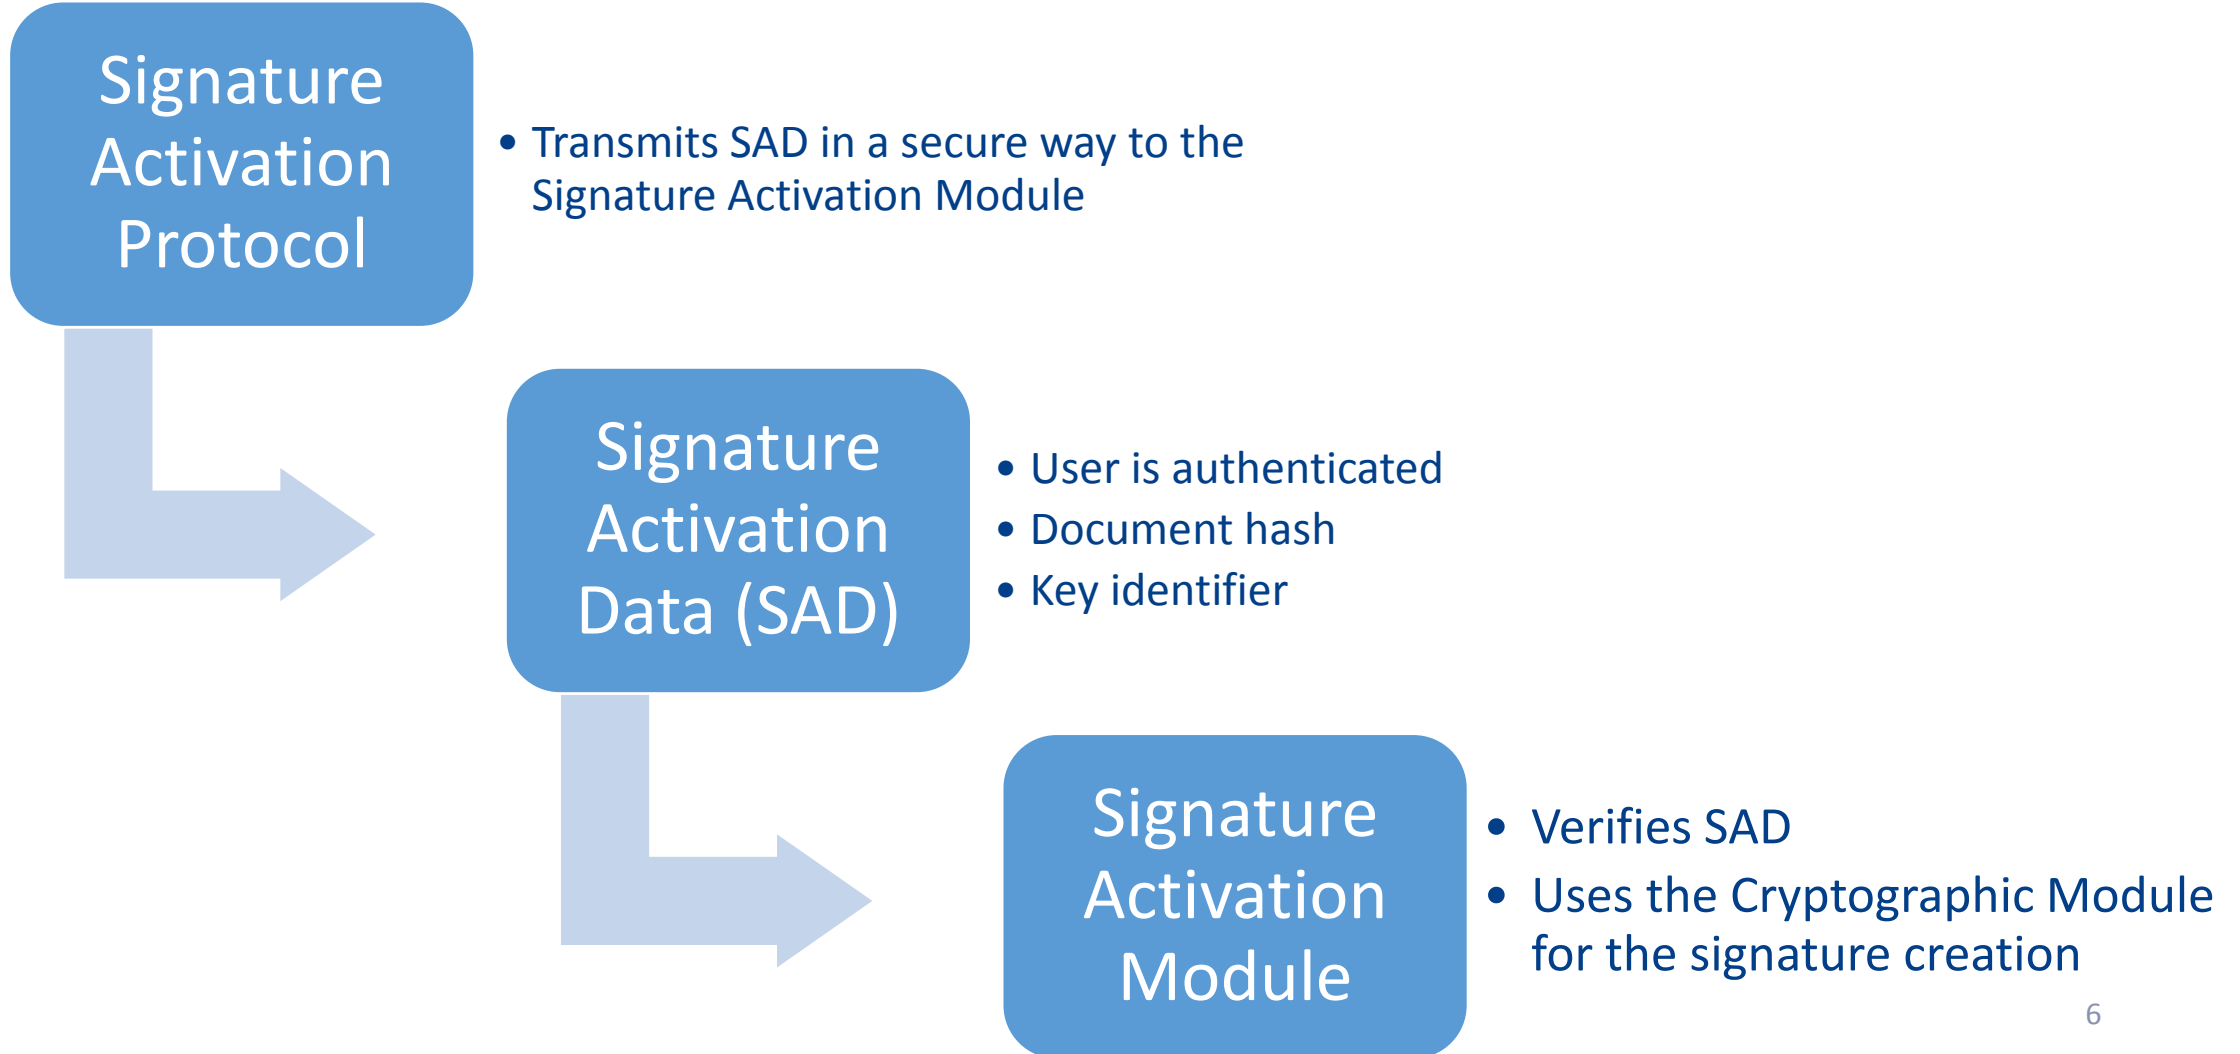 Signature
Activation
Protocol
• Transmits SAD in a secure way to the
Signature Activation Module
Signature
Activation
Data (SAD)
• User is authenticated
• Document hash
• Key identifier
Signature
Activation
Module
• Verifies SAD
• Uses the Cryptographic Module
for the signature creation
6